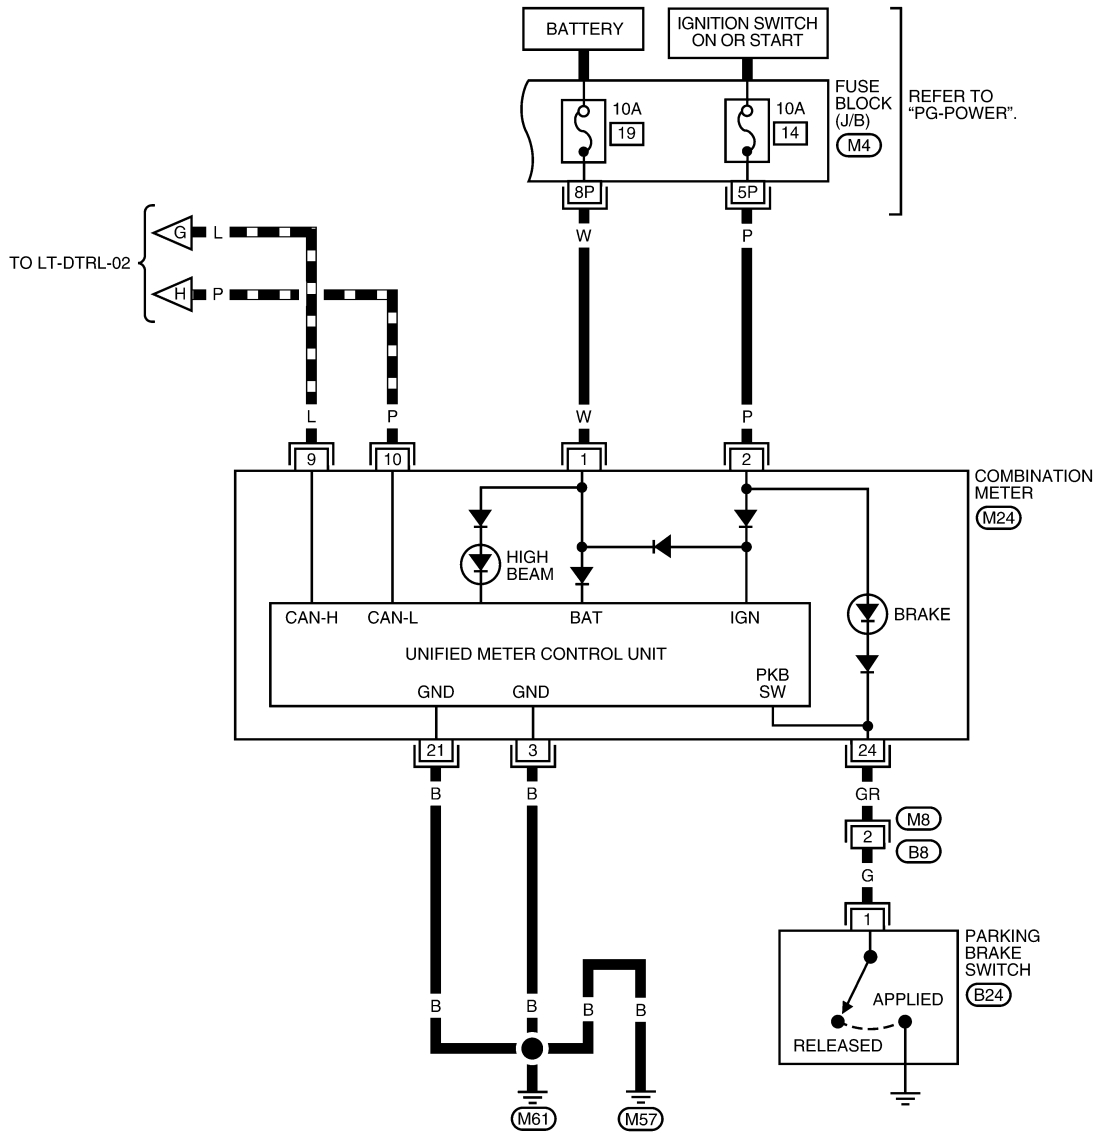 BATTERY
IGNITION SWITCH
ON OR START
10A
19
10A
14
FUSE
BLOCK
(J/B)
M4
REFER TO
“PG-POWER”.
8P
5P
W
P
TO LT-DTRL-02
G
L
H
P
L
P
W
P
9
10
1
2
COMBINATION
METER
M24
HIGH
BEAM
BRAKE
CAN-H
CAN-L
BAT
IGN
UNIFIED METER CONTROL UNIT
GND
GND
PKB
SW
21
3
24
B
B
GR
M8
2
B8
G
1
PARKING
BRAKE
SWITCH
B24
APPLIED
RELEASED
B
B
B
B
M61
M57